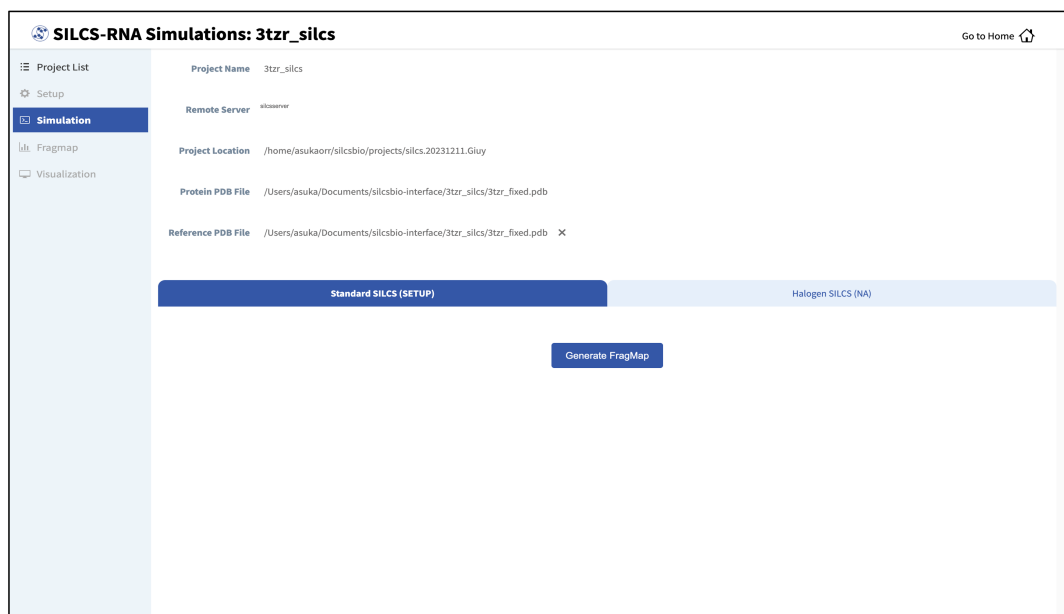 SILCS-RNA Simulations: 3tzr_silcs
Go to Home
Project List
Setup
Simulation
Fragmap
Visualization
Project Name 3tzr_silcs
Remote Server silcsserver
Project Location /home/asukaorr/silcsbio/projects/silcs.20231211.Giuy
Protein PDB File /Users/asuka/Documents/silcsbio-interface/3tzr_silcs/3tzr_fixed.pdb
Reference PDB File /Users/asuka/Documents/silcsbio-interface/3tzr_silcs/3tzr_fixed.pdb ×
Standard SILCS (SETUP)
Halogen SILCS (NA)
Generate FragMap